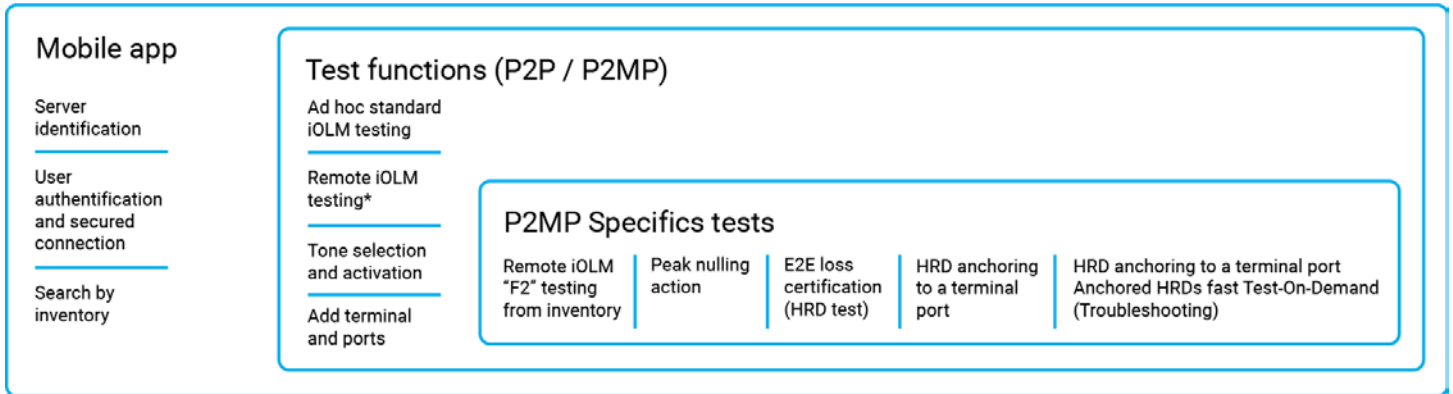 Mobile app
Server
identification
User
authentification
and secured
connection
Search by
inventory
Test functions (P2P / P2MP)
Ad hoc standard
iOLM testing
Remote iOLM
testing*
Tone selection
and activation
Add terminal
and ports
P2MP Specifics tests
Remote iOLM
“F2” testing
from inventory
Peak nulling
action
E2E loss
certification
(HRD test)
HRD anchoring
to a terminal
port
HRD anchoring to a terminal port
Anchored HRDs fast Test-On-Demand
(Troubleshooting)